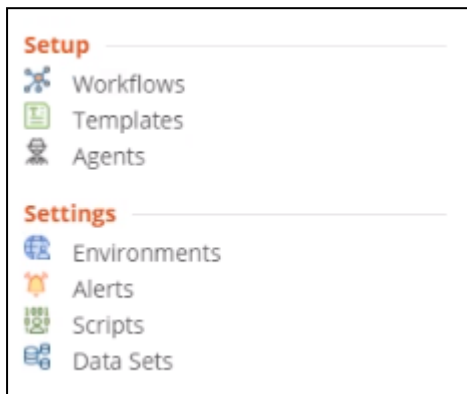 Setup
Workflows
Templates
Agents
Settings
Environments
Alerts
Scripts
Data Sets